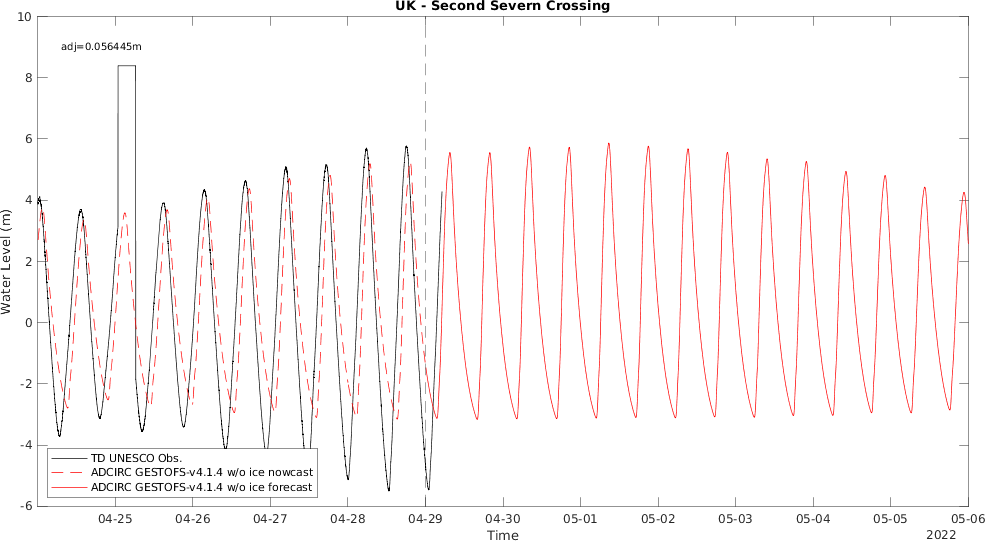 UK - Second Severn Crossing
10
adj=0.056445m
8
6
4
2
0
-2
-4
-6
Water Level (m)
TD UNESCO Obs.
ADCIRC GESTOFS-v4.1.4 w/o ice nowcast
ADCIRC GESTOFS-v4.1.4 w/o ice forecast
04-25 04-26 04-27 04-28 04-29 04-30 05-01 05-02 05-03 05-04 05-05 05-06
Time
2022